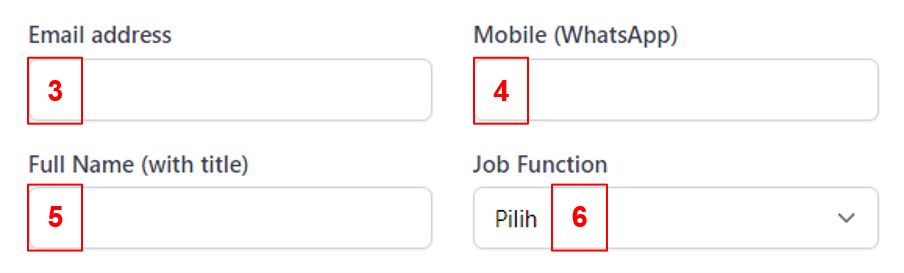 Email address
Mobile (WhatsApp)
3
4
Full Name (with title)
Job Function
5
Pilih 6